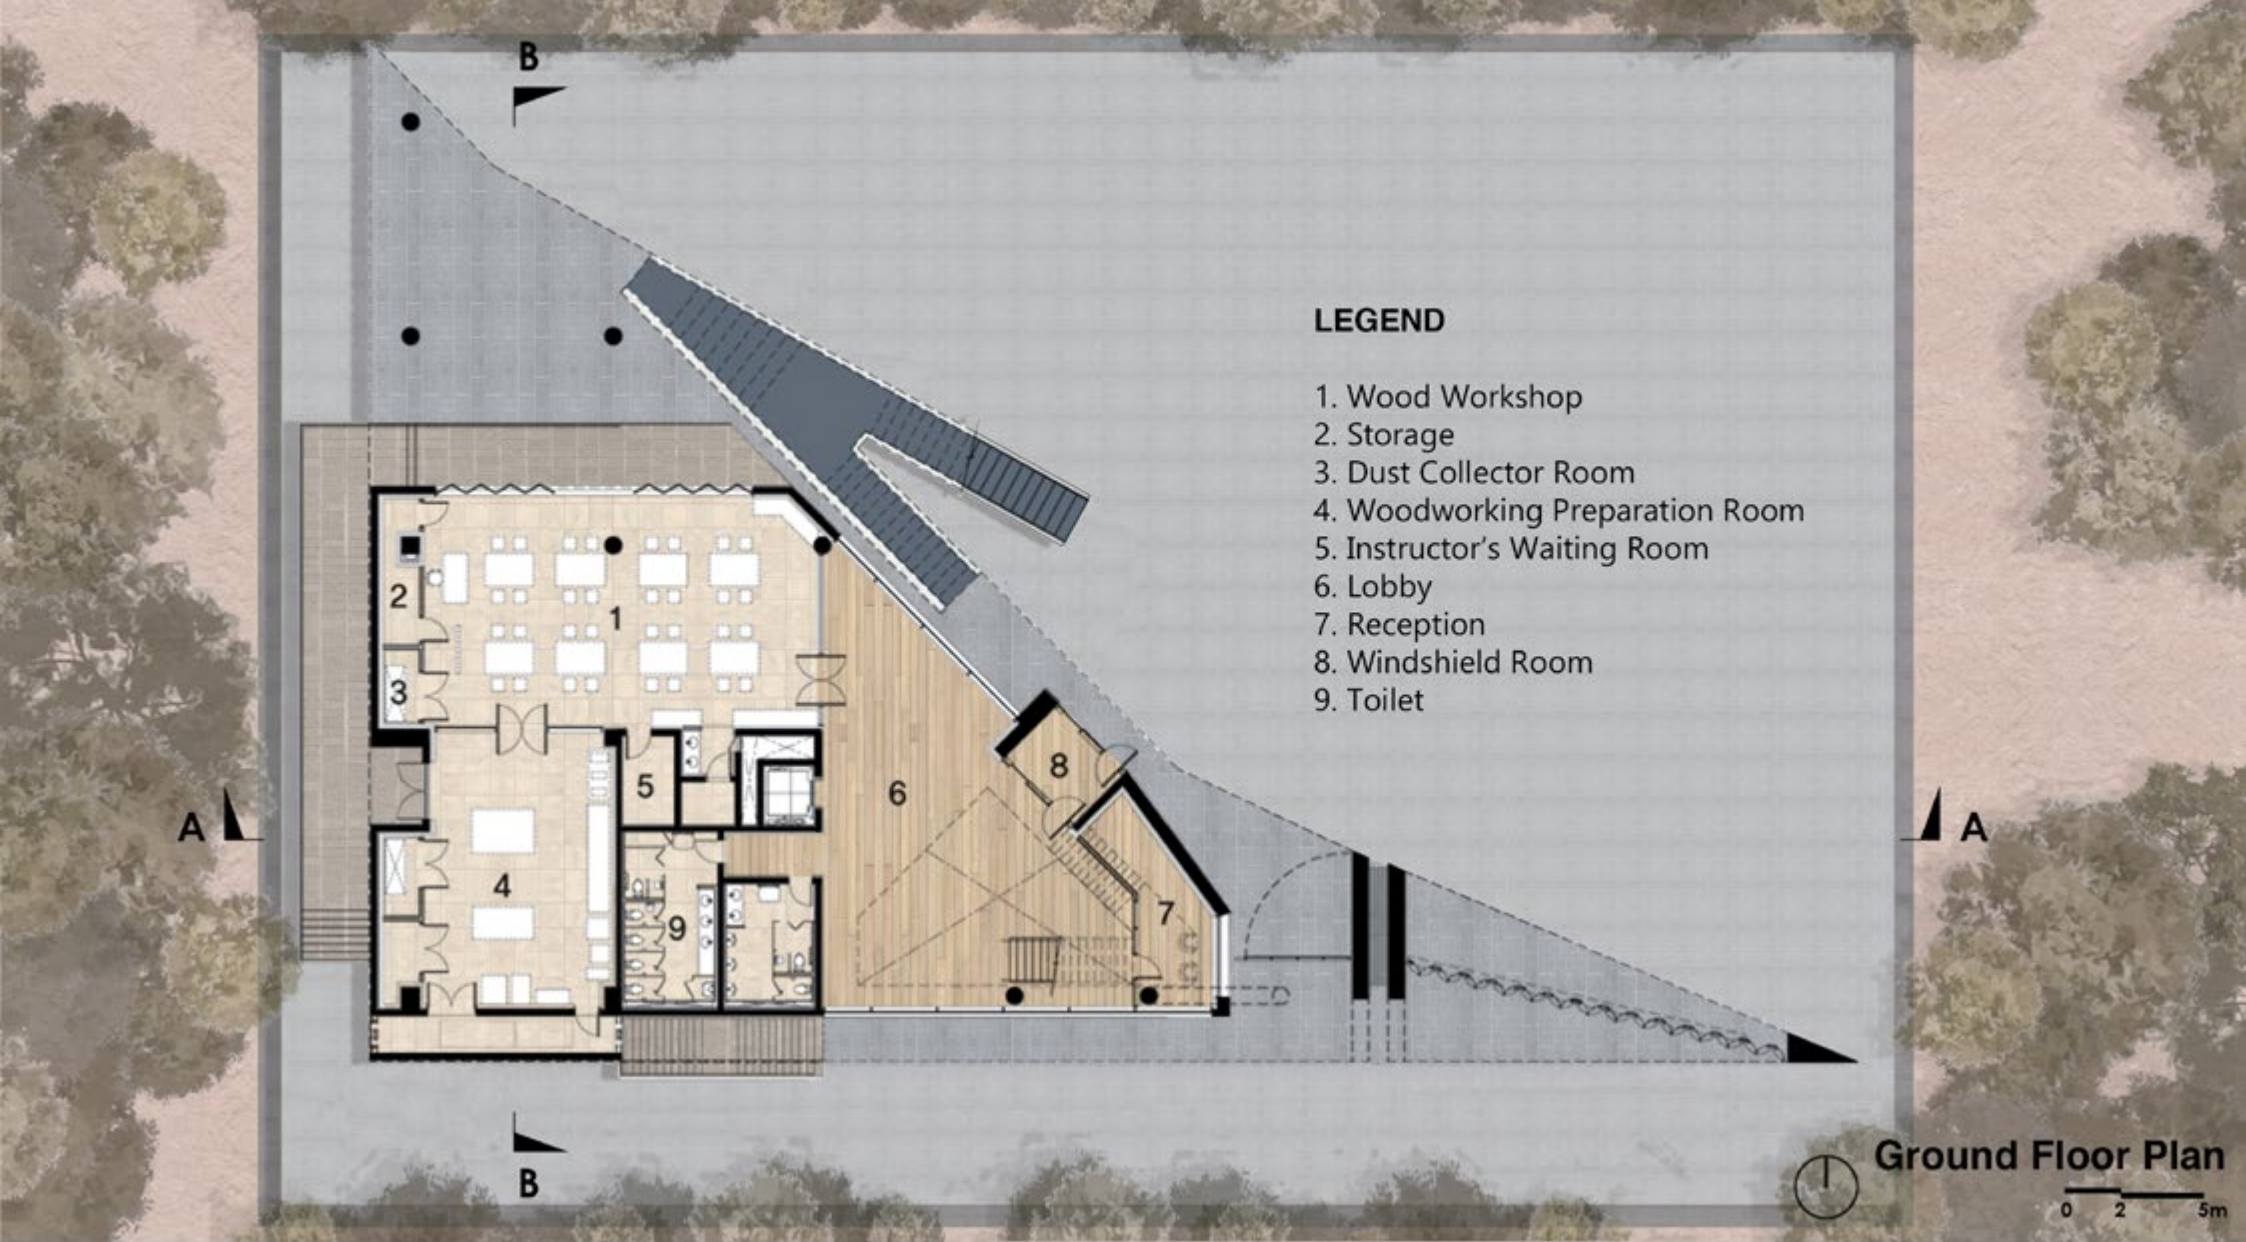 B
LEGEND
1. Wood Workshop
2. Storage
3. Dust Collector Room
4. Woodworking Preparation Room
5. Instructor's Waiting Room
6. Lobby
7. Reception
8. Windshield Room
9. Toilet
2
1
3
5
6
8
A
A
4
9
7
B
Ground Floor Plan
0 2 5m